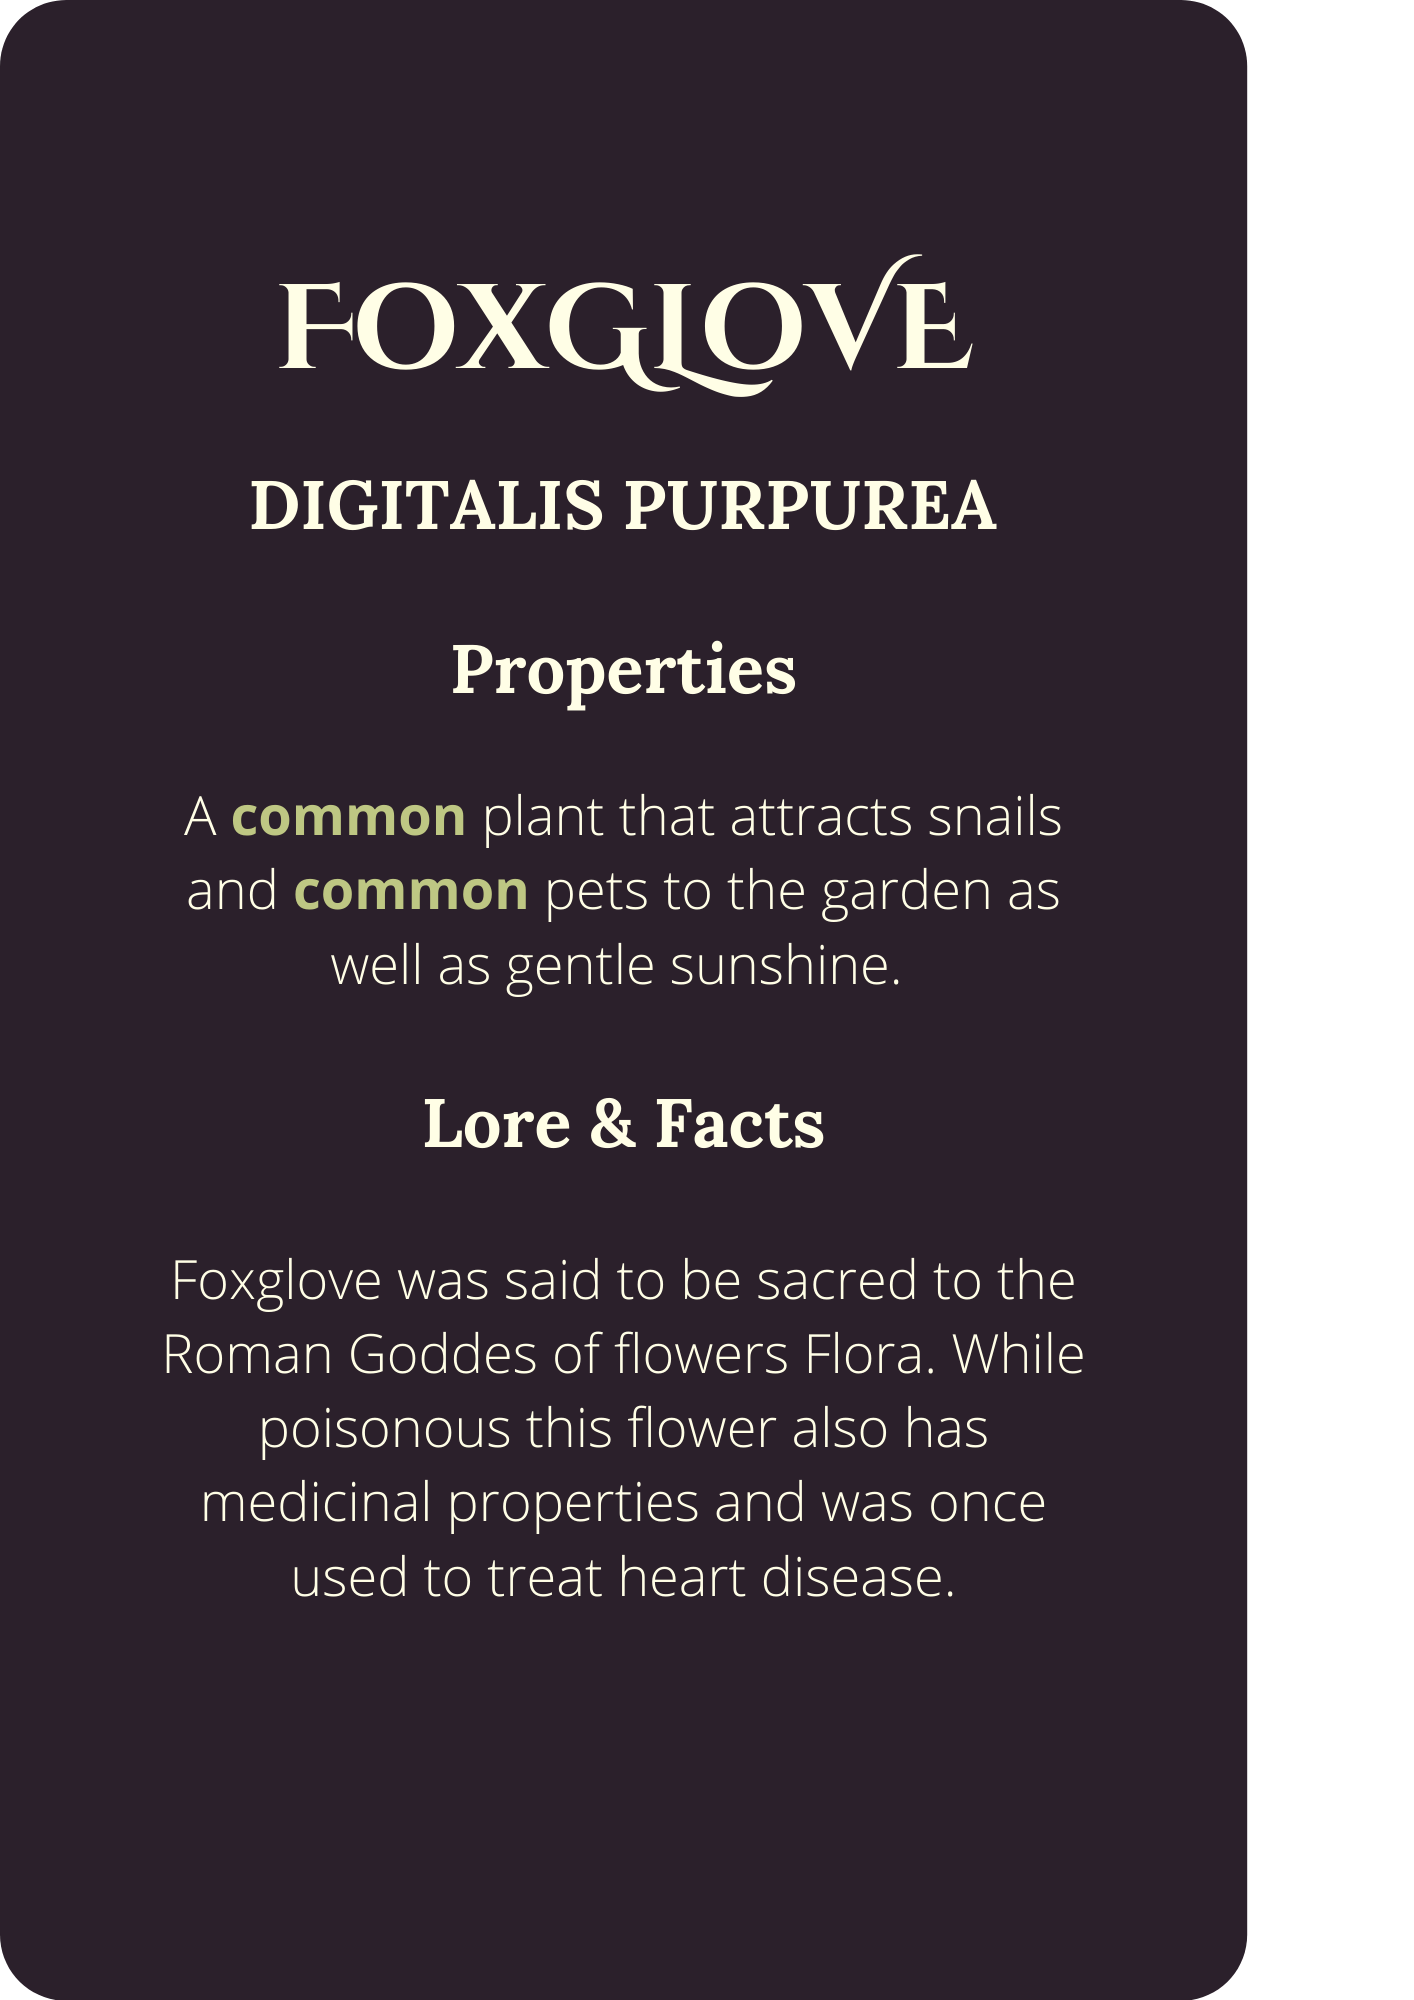 FOXGLOVE
DIGITALIS PURPUREA
Properties
A common plant that attracts snails
and common pets to the garden as
well as gentle sunshine.
Lore & Facts
Foxglove was said to be sacred to the
Roman Goddes of flowers Flora. While
poisonous this flower also has
medicinal properties and was once
used to treat heart disease.